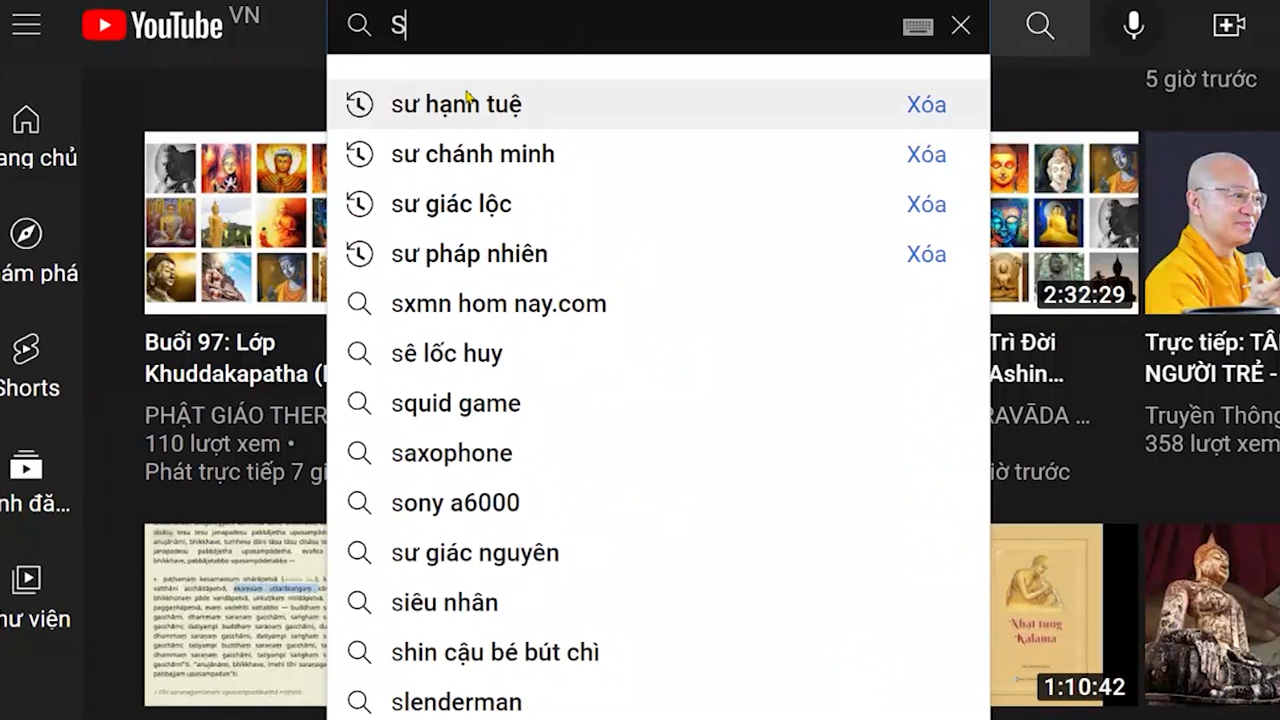 YouTube VN
S
5 giờ trước
sư hạnh tuệ Xóa
sư chánh minh Xóa
sư giác lộc Xóa
sư pháp nhiên Xóa
sxmn hom nay.com
sê lốc huy
squid game
saxophone
sony a6000
sư giác nguyên
siêu nhân
shin cậu bé bút chì
slenderman
ang chủ
ám phá
Shorts
nh đă...
ư viện
Buổi 97: Lớp
Khuddakapatha (
PHẬT GIÁO THER
110 lượt xem •
Phát trực tiếp 7 gi
2:32:29
Trì Đời
Ashin...
RAVĀDA ...
iờ trước
Trực tiếp: TÂ
NGƯỜI TRẺ -
Truyền Thông
358 lượt xem
Nhật tụng
Kalama
1:10:42